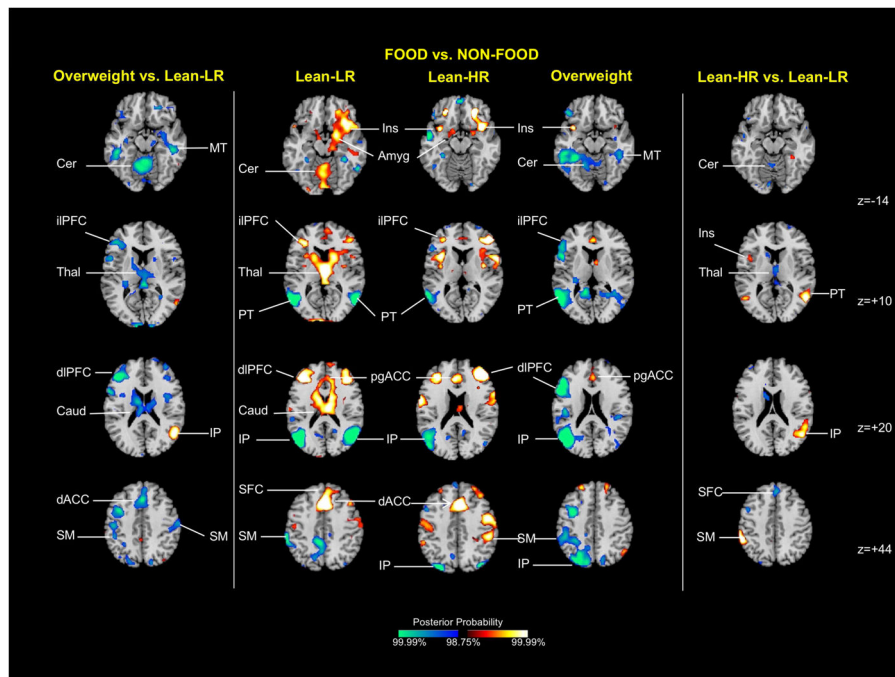 FOOD vs. NON-FOOD
Overweight vs. Lean-LR Lean-LR Lean-HR Overweight Lean-HR vs. Lean-LR
MT Ins Ins
Amyg MT
Cer Cer Cer Cer
z=-14
ilPFC ilPFC ilPFC ilPFC Ins
Thal Thal Thal
PT PT PT PT
z=+10
dlPFC dlPFC pgACC dlPFC pgACC
Caud Caud
IP IP IP IP IP
z=+20
dACC SFC dACC SFC
SM SM SM SM SM
IP IP
z=+44
Posterior Probability
99.99% 98.75% 99.99%